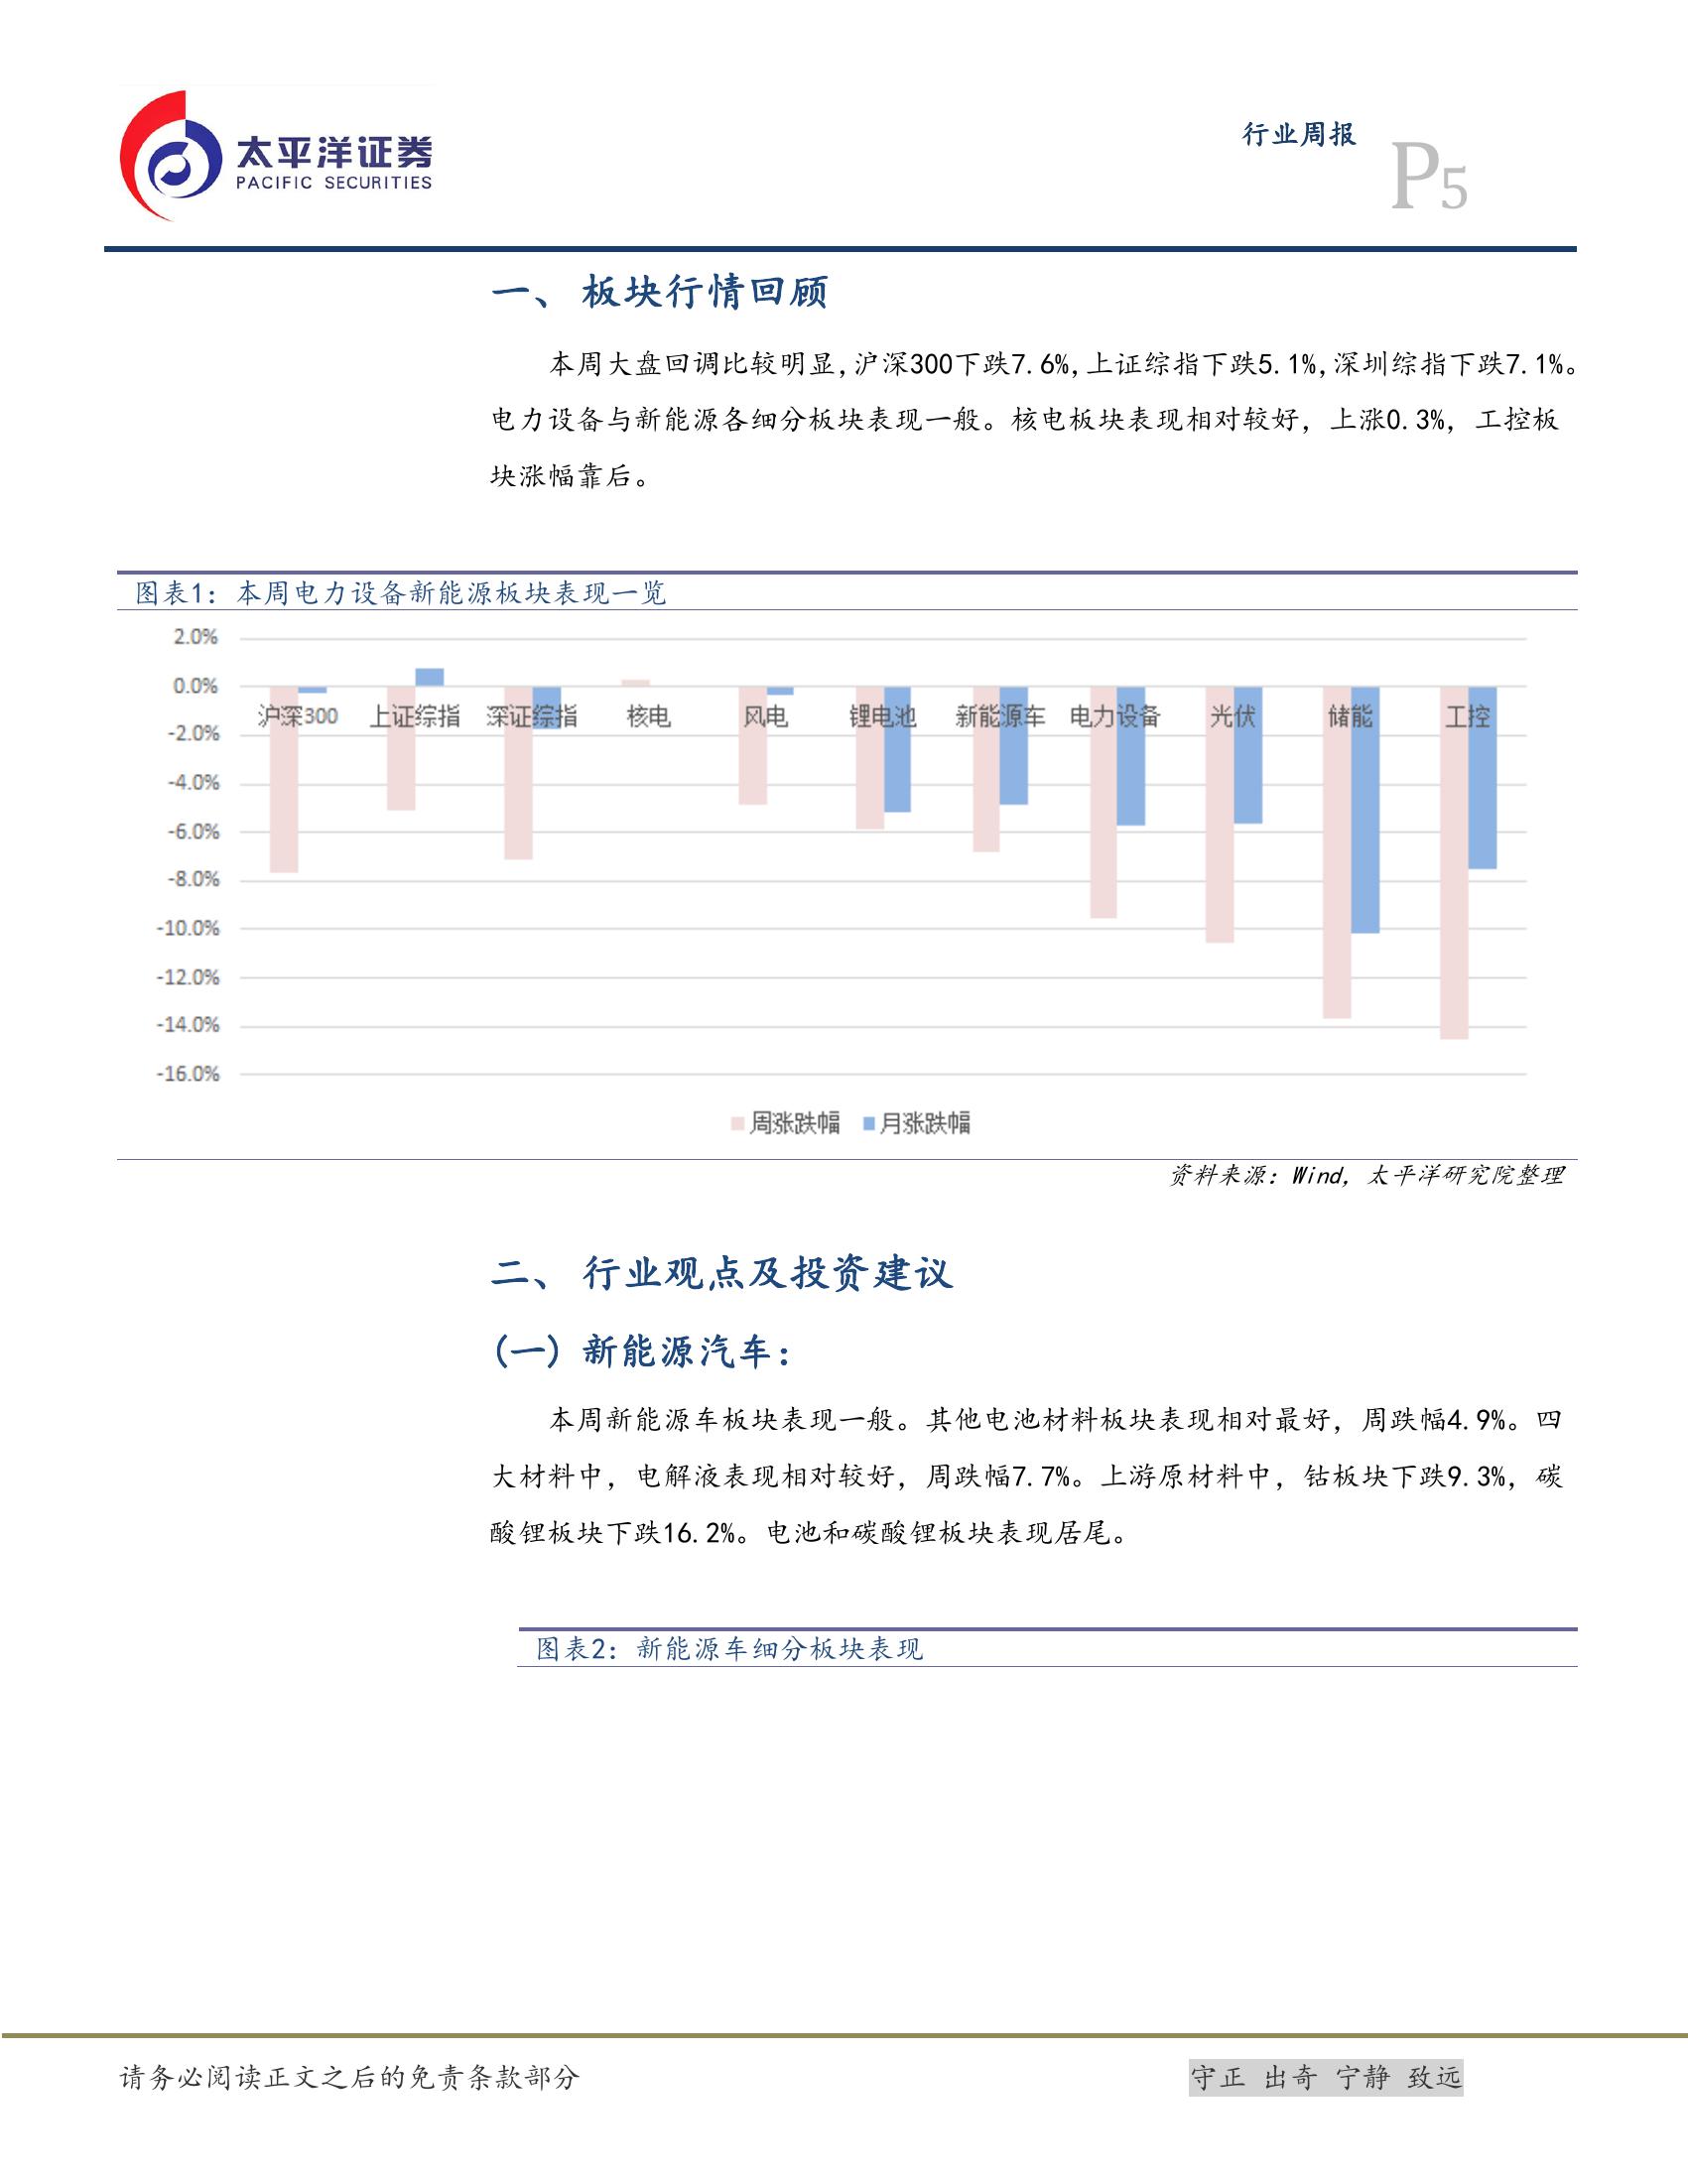 太平洋证券
PACIFIC SECURITIES
行业周报
P5
一、 板块行情回顾
本周大盘回调比较明显,沪深300下跌7.6%,上证综指下跌5.1%,深圳综指下跌7.1%。
电力设备与新能源各细分板块表现一般。核电板块表现相对较好，上涨0.3%，工控板
块涨幅靠后。
图表1：本周电力设备新能源板块表现一览
2.0%
0.0%
沪深300 上证综指 深证综指 核电 风电 锂电池 新能源车 电力设备 光伏 储能 工控
-2.0%
-4.0%
-6.0%
-8.0%
-10.0%
-12.0%
-14.0%
-16.0%
周涨跌幅 月涨跌幅
资料来源：Wind，太平洋研究院整理
二、 行业观点及投资建议
(一) 新能源汽车：
本周新能源车板块表现一般。其他电池材料板块表现相对最好，周跌幅4.9%。四
大材料中，电解液表现相对较好，周跌幅7.7%。上游原材料中，钴板块下跌9.3%，碳
酸锂板块下跌16.2%。电池和碳酸锂板块表现居尾。
图表2：新能源车细分板块表现
请务必阅读正文之后的免责条款部分
守正 出奇 宁静 致远